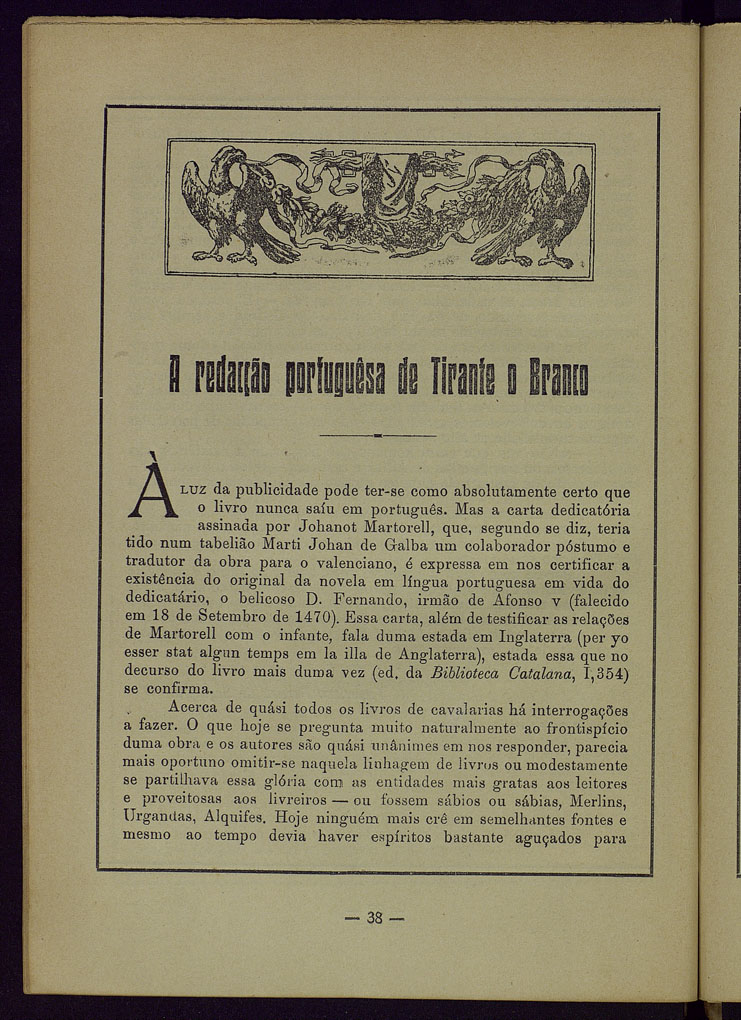 A redacção portuguêsa de Tirante o Branco
À LUZ da publicidade pode ter-se como absolutamente certo que
o livro nunca saíu em português. Mas a carta dedicatória
assinada por Johanot Martorell, que, segundo se diz, teria
tido num tabelião Marti Johan de Galba um colaborador póstumo e
tradutor da obra para o valenciano, é expressa em nos certificar a
existência do original da novela em língua portuguesa em vida do
dedicatário, o belicoso D. Fernando, irmão de Afonso V (falecido
em 18 de Setembro de 1470). Essa carta, além de testificar as relações
de Martorell com o infante, fala duma estada em Inglaterra (per yo
esser stat algun temps em la illa de Anglaterra), estada essa que no
decurso do livro mais duma vez (ed. da Biblioteca Catalana, I,354)
se confirma.
Acerca de quási todos os livros de cavalarias há interrogações
a fazer. O que hoje se pregunta muito naturalmente ao frontispício
duma obra e os autores são quási unânimes em nos responder, parecia
mais oportuno omitir-se naquela linhagem de livros ou modestamente
se partilhava essa glória com as entidades mais gratas aos leitores
e proveitosas aos livreiros — ou fossem sábios ou sábias, Merlins,
Urgandas, Alquifes. Hoje ninguém mais crê em semelhantes fontes e
mesmo ao tempo devia haver espíritos bastante aguçados para
— 38 —